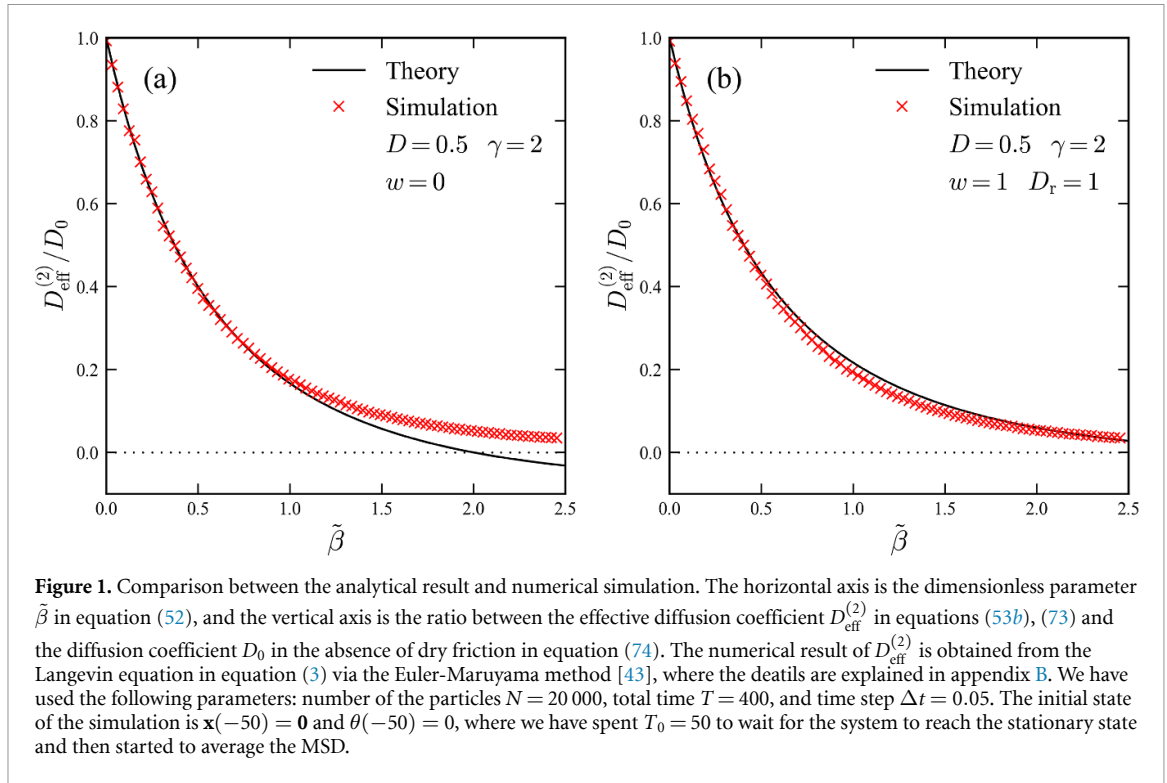 1.0
0.8
0.6
0.4
0.2
0.0
D_eff^(2)/D_0
(a)
Theory
Simulation
D = 0.5 γ = 2
w = 0
0.0 0.5 1.0 1.5 2.0 2.5
β̃
1.0
0.8
0.6
0.4
0.2
0.0
D_eff^(2)/D_0
(b)
Theory
Simulation
D = 0.5 γ = 2
w = 1 D_r = 1
0.0 0.5 1.0 1.5 2.0 2.5
β̃
Figure 1. Comparison between the analytical result and numerical simulation. The horizontal axis is the dimensionless parameter
β̃ in equation (52), and the vertical axis is the ratio between the effective diffusion coefficient D_eff^(2) in equations (53b), (73) and
the diffusion coefficient D_0 in the absence of dry friction in equation (74). The numerical result of D_eff^(2) is obtained from the
Langevin equation in equation (3) via the Euler-Maruyama method [43], where the deatils are explained in appendix B. We have
used the following parameters: number of the particles N = 20 000, total time T = 400, and time step Δt = 0.05. The initial state
of the simulation is x(−50) = 0 and θ(−50) = 0, where we have spent T_0 = 50 to wait for the system to reach the stationary state
and then started to average the MSD.